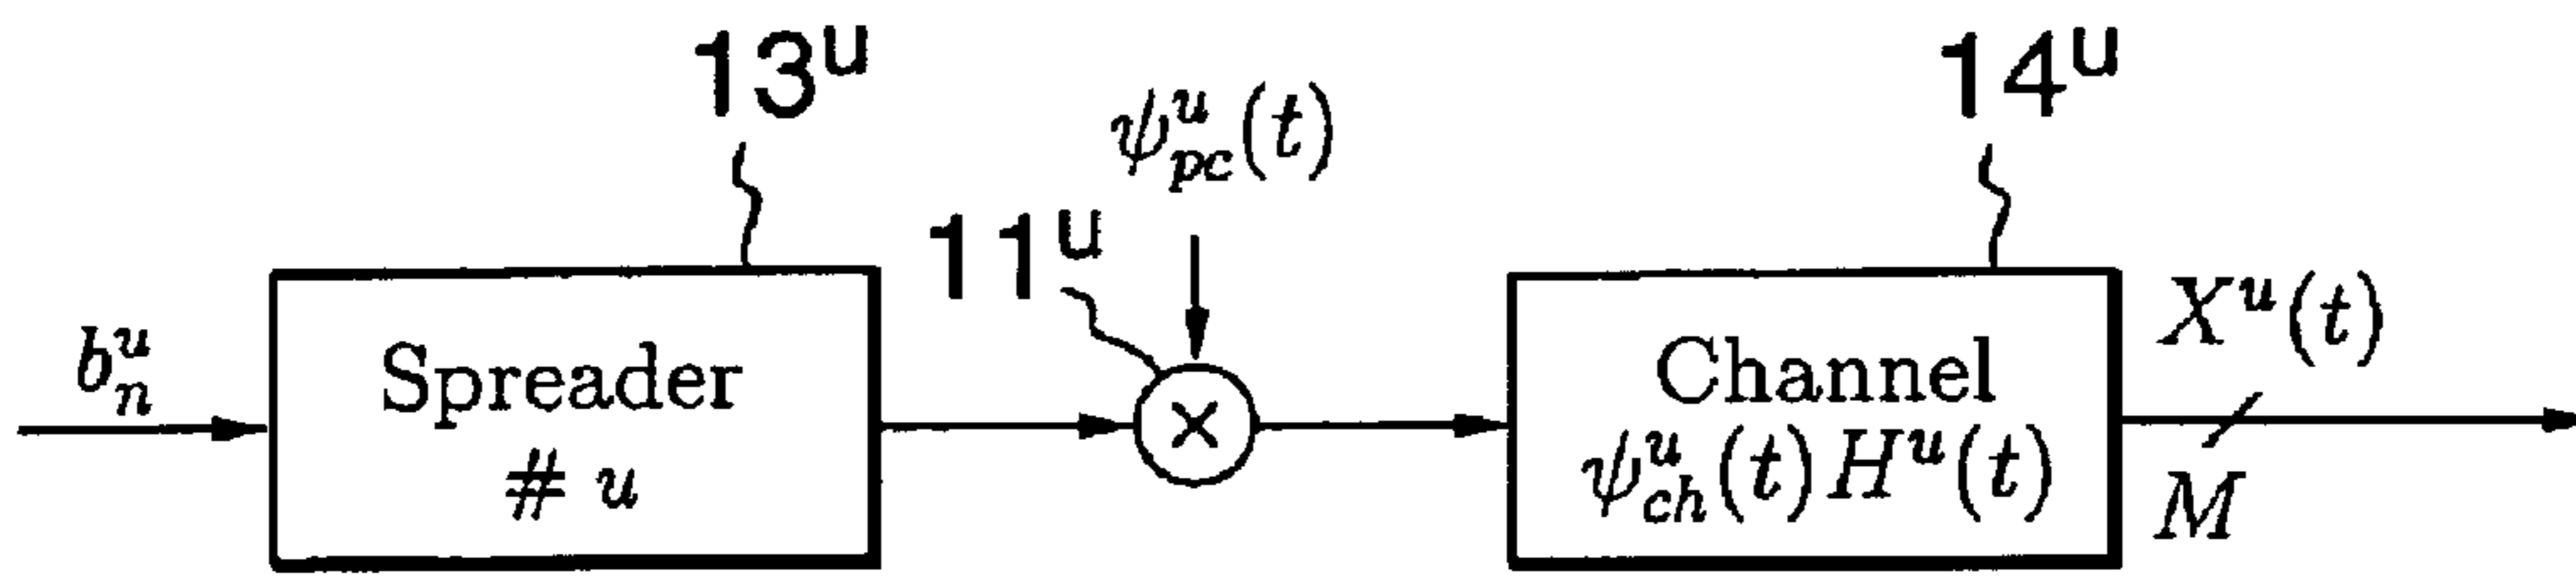 13ᵘ
14ᵘ
ψᵘ_pc(t)
11ᵘ
bᵘ_n
Spreader
# u
×
Channel
ψᵘ_ch(t)Hᵘ(t)
Xᵘ(t)
M